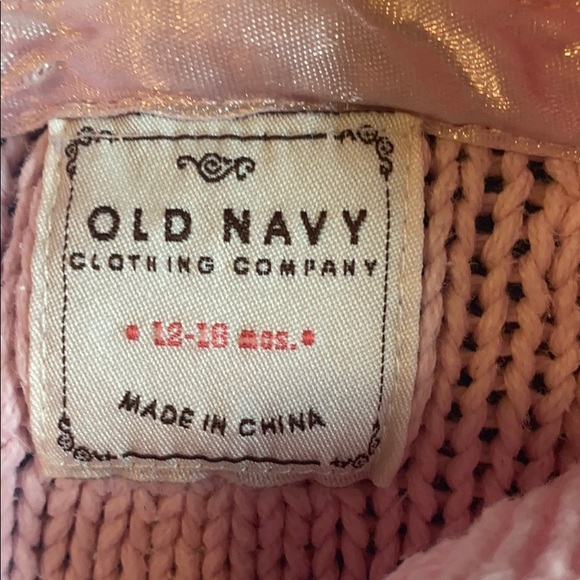 OLD NAVY
CLOTHING COMPANY
• 12-18 mos. •
MADE IN CHINA